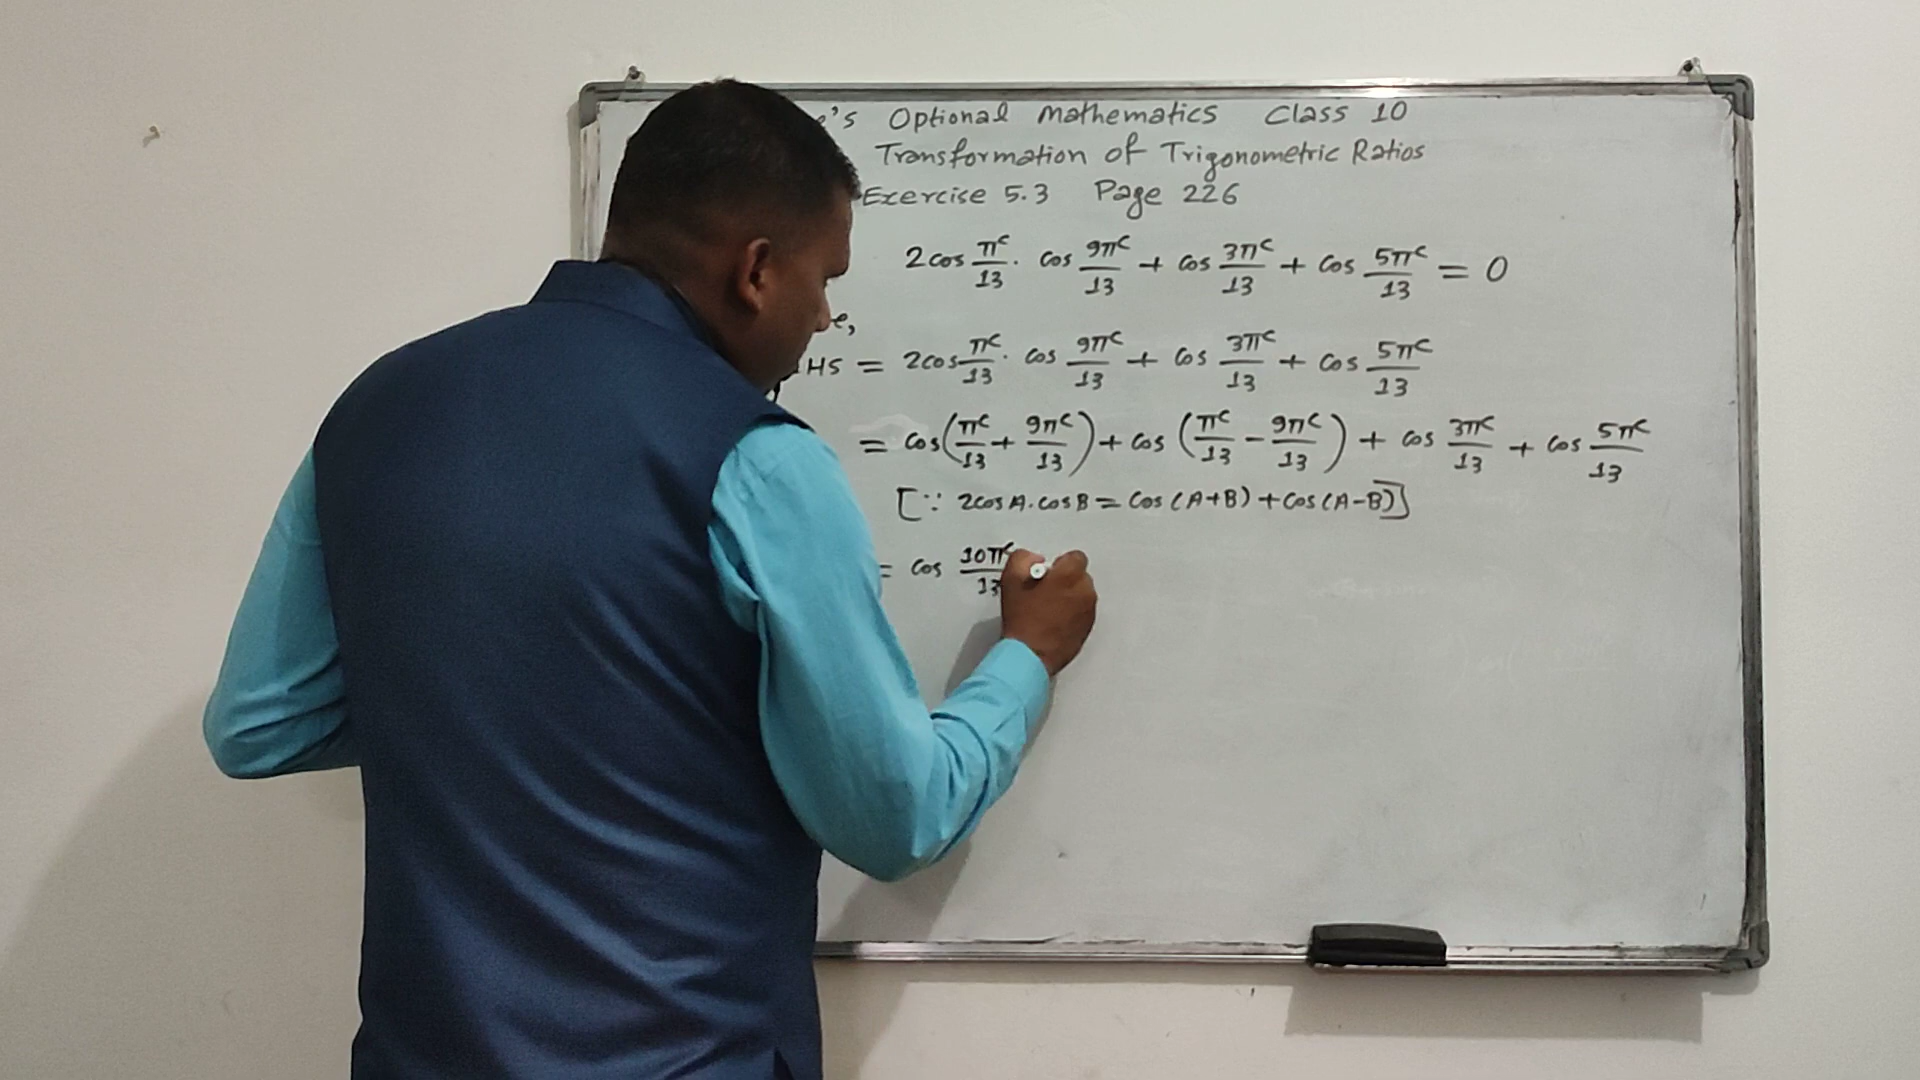 's Optional Mathematics Class 10
Transformation of Trigonometric Ratios
Exercise 5.3 Page 226
2cos π^c/13 . cos 9π^c/13 + cos 3π^c/13 + cos 5π^c/13 = 0
e,
HS = 2cos π^c/13 . cos 9π^c/13 + cos 3π^c/13 + cos 5π^c/13
= cos(π^c/13 + 9π^c/13) + cos(π^c/13 - 9π^c/13) + cos 3π^c/13 + cos 5π^c/13
[∵ 2cosA.cosB = cos(A+B) + cos(A-B)]
= cos 10π^c/13